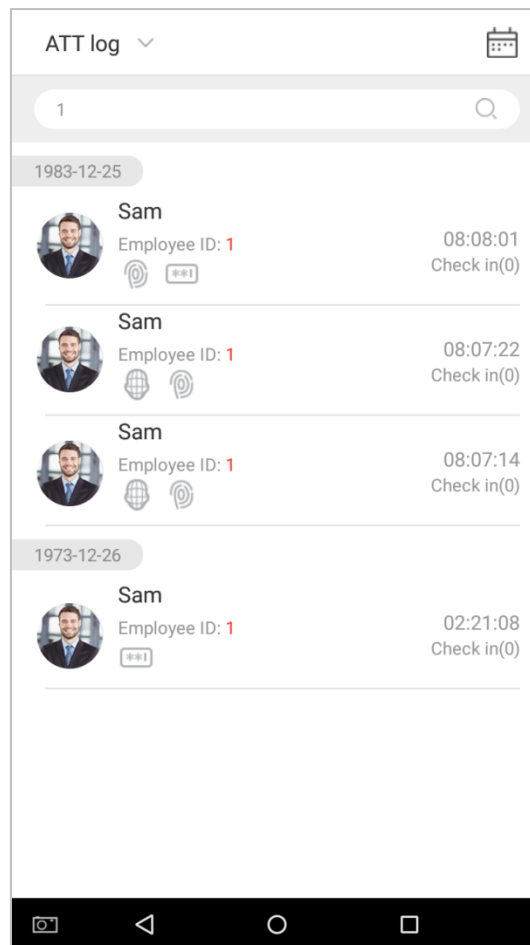 ATT log
1
1983-12-25
Sam
Employee ID: 1
08:08:01
Check in(0)
**I
Sam
Employee ID: 1
08:07:22
Check in(0)
Sam
Employee ID: 1
08:07:14
Check in(0)
1973-12-26
Sam
Employee ID: 1
02:21:08
Check in(0)
**I